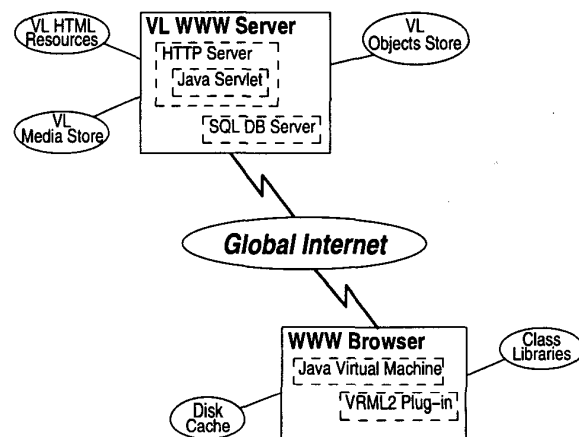 VL HTML
Resources
VL WWW Server
HTTP Server
Java Servlet
SQL DB Server
VL
Objects Store
VL
Media Store
Global Internet
WWW Browser
Java Virtual Machine
VRML2 Plug-in
Class
Libraries
Disk
Cache